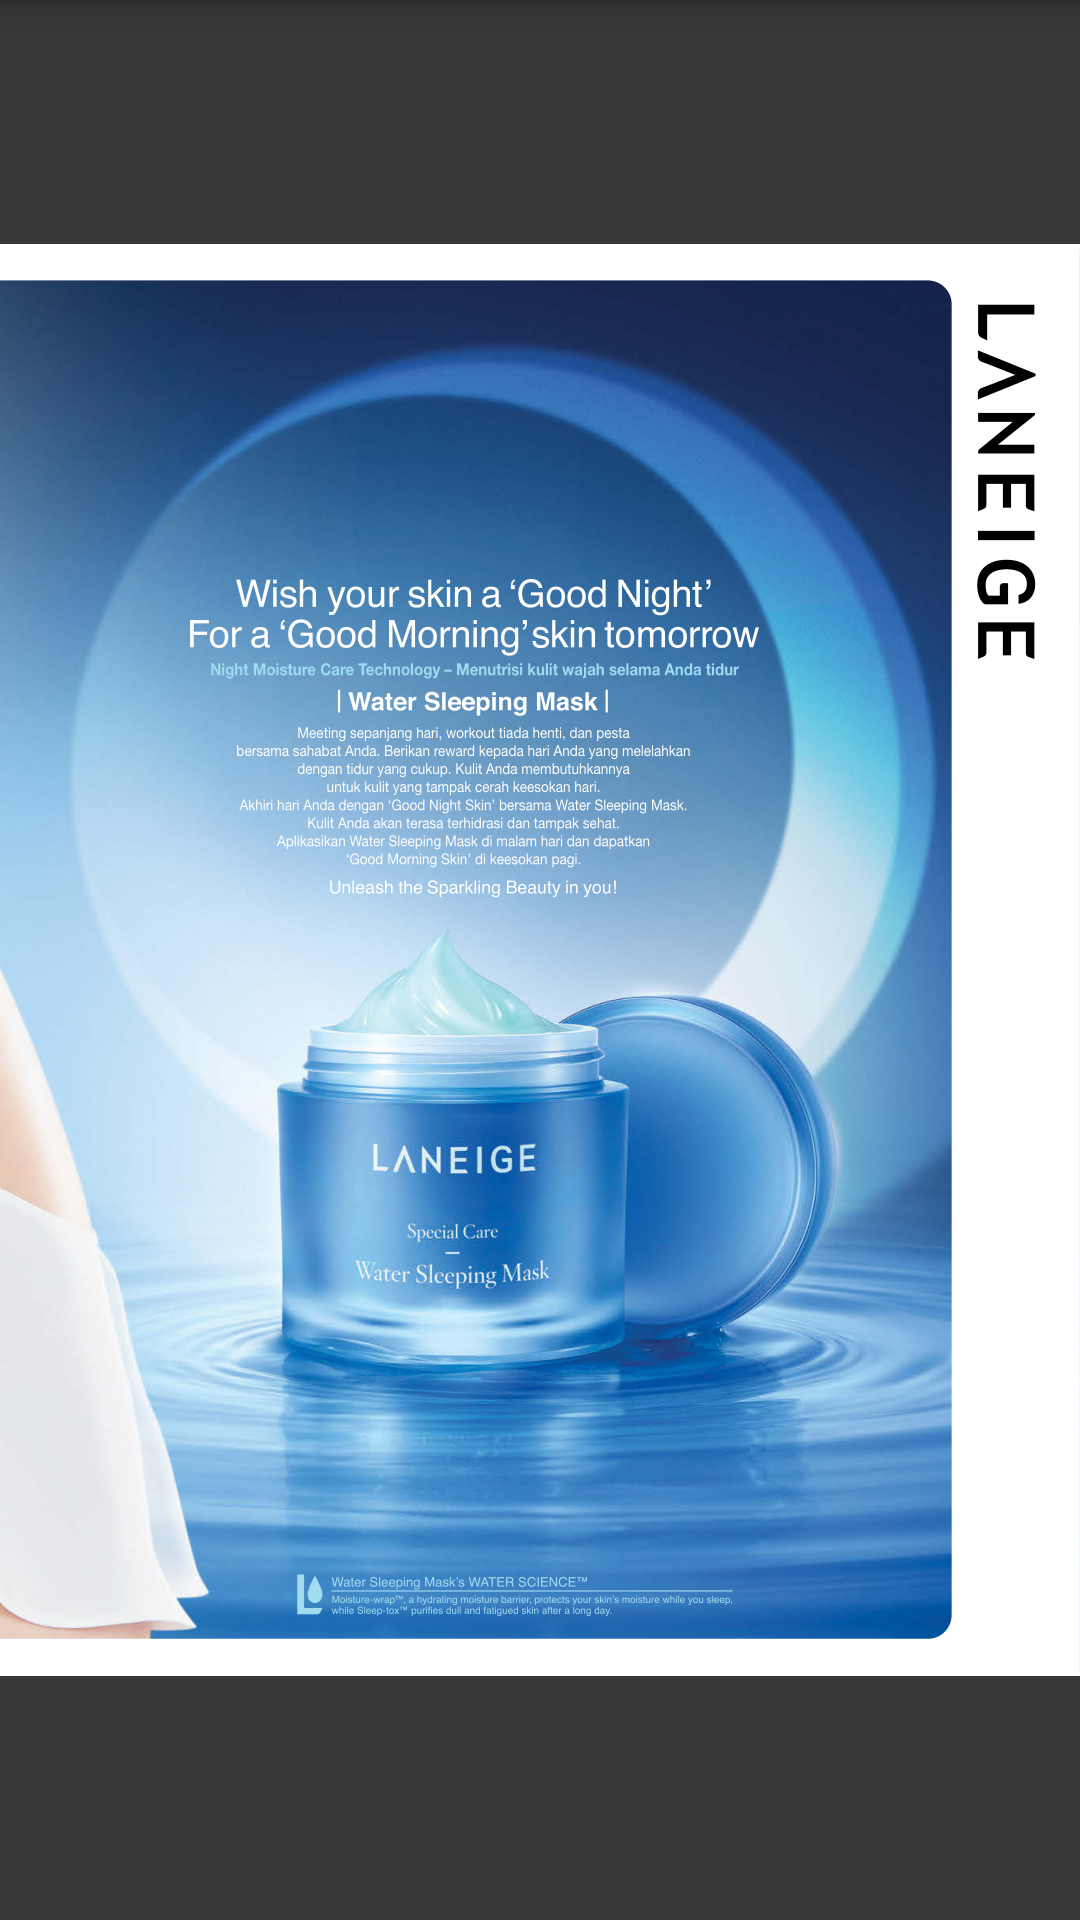 LANEIGE
Wish your skin a ‘Good Night’
For a ‘Good Morning’ skin tomorrow
Night Moisture Care Technology – Menutrisi kulit wajah selama Anda tidur
| Water Sleeping Mask |
Meeting sepanjang hari, workout tiada henti, dan pesta
bersama sahabat Anda. Berikan reward kepada hari Anda yang melelahkan
dengan tidur yang cukup. Kulit Anda membutuhkannya
untuk kulit yang tampak cerah keesokan hari.
Akhiri hari Anda dengan ‘Good Night Skin’ bersama Water Sleeping Mask.
Kulit Anda akan terasa terhidrasi dan tampak sehat.
Aplikasikan Water Sleeping Mask di malam hari dan dapatkan
‘Good Morning Skin’ di keesokan pagi.
Unleash the Sparkling Beauty in you!
LANEIGE
Special Care
Water Sleeping Mask
Water Sleeping Mask’s WATER SCIENCE™
Moisture-wrap™, a hydrating moisture barrier, protects your skin’s moisture while you sleep,
while Sleep-tox™ purifies dull and fatigued skin after a long day.